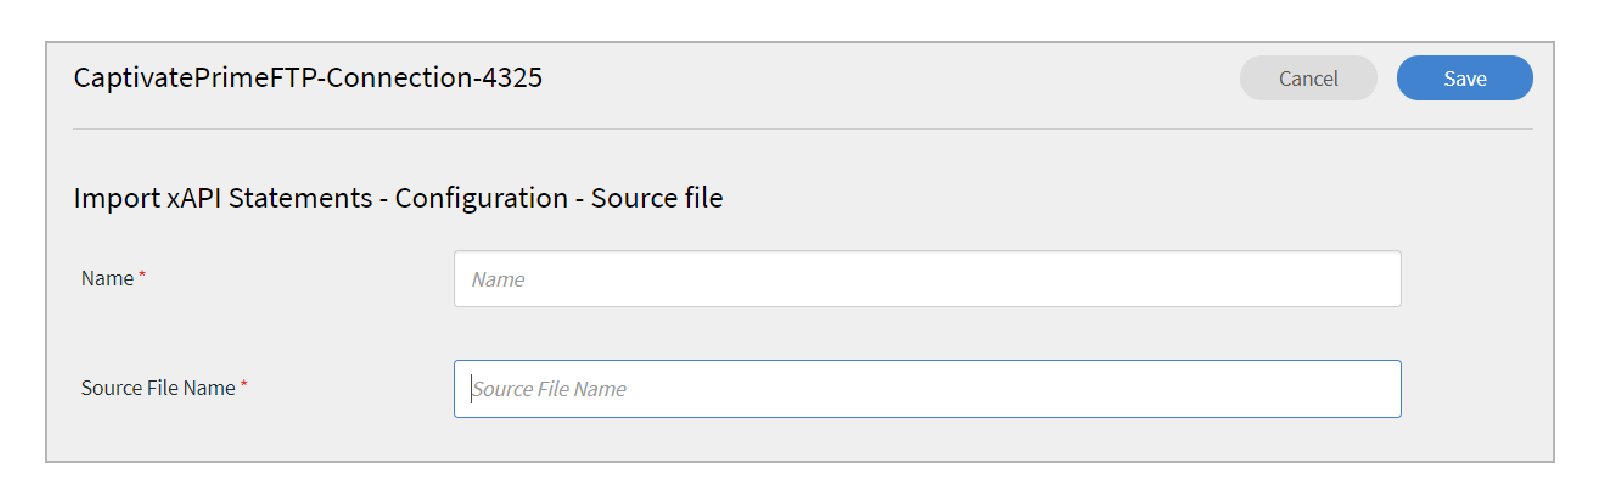 CaptivatePrimeFTP-Connection-4325
Cancel
Save
Import xAPI Statements - Configuration - Source file
Name *
Name
Source File Name *
Source File Name